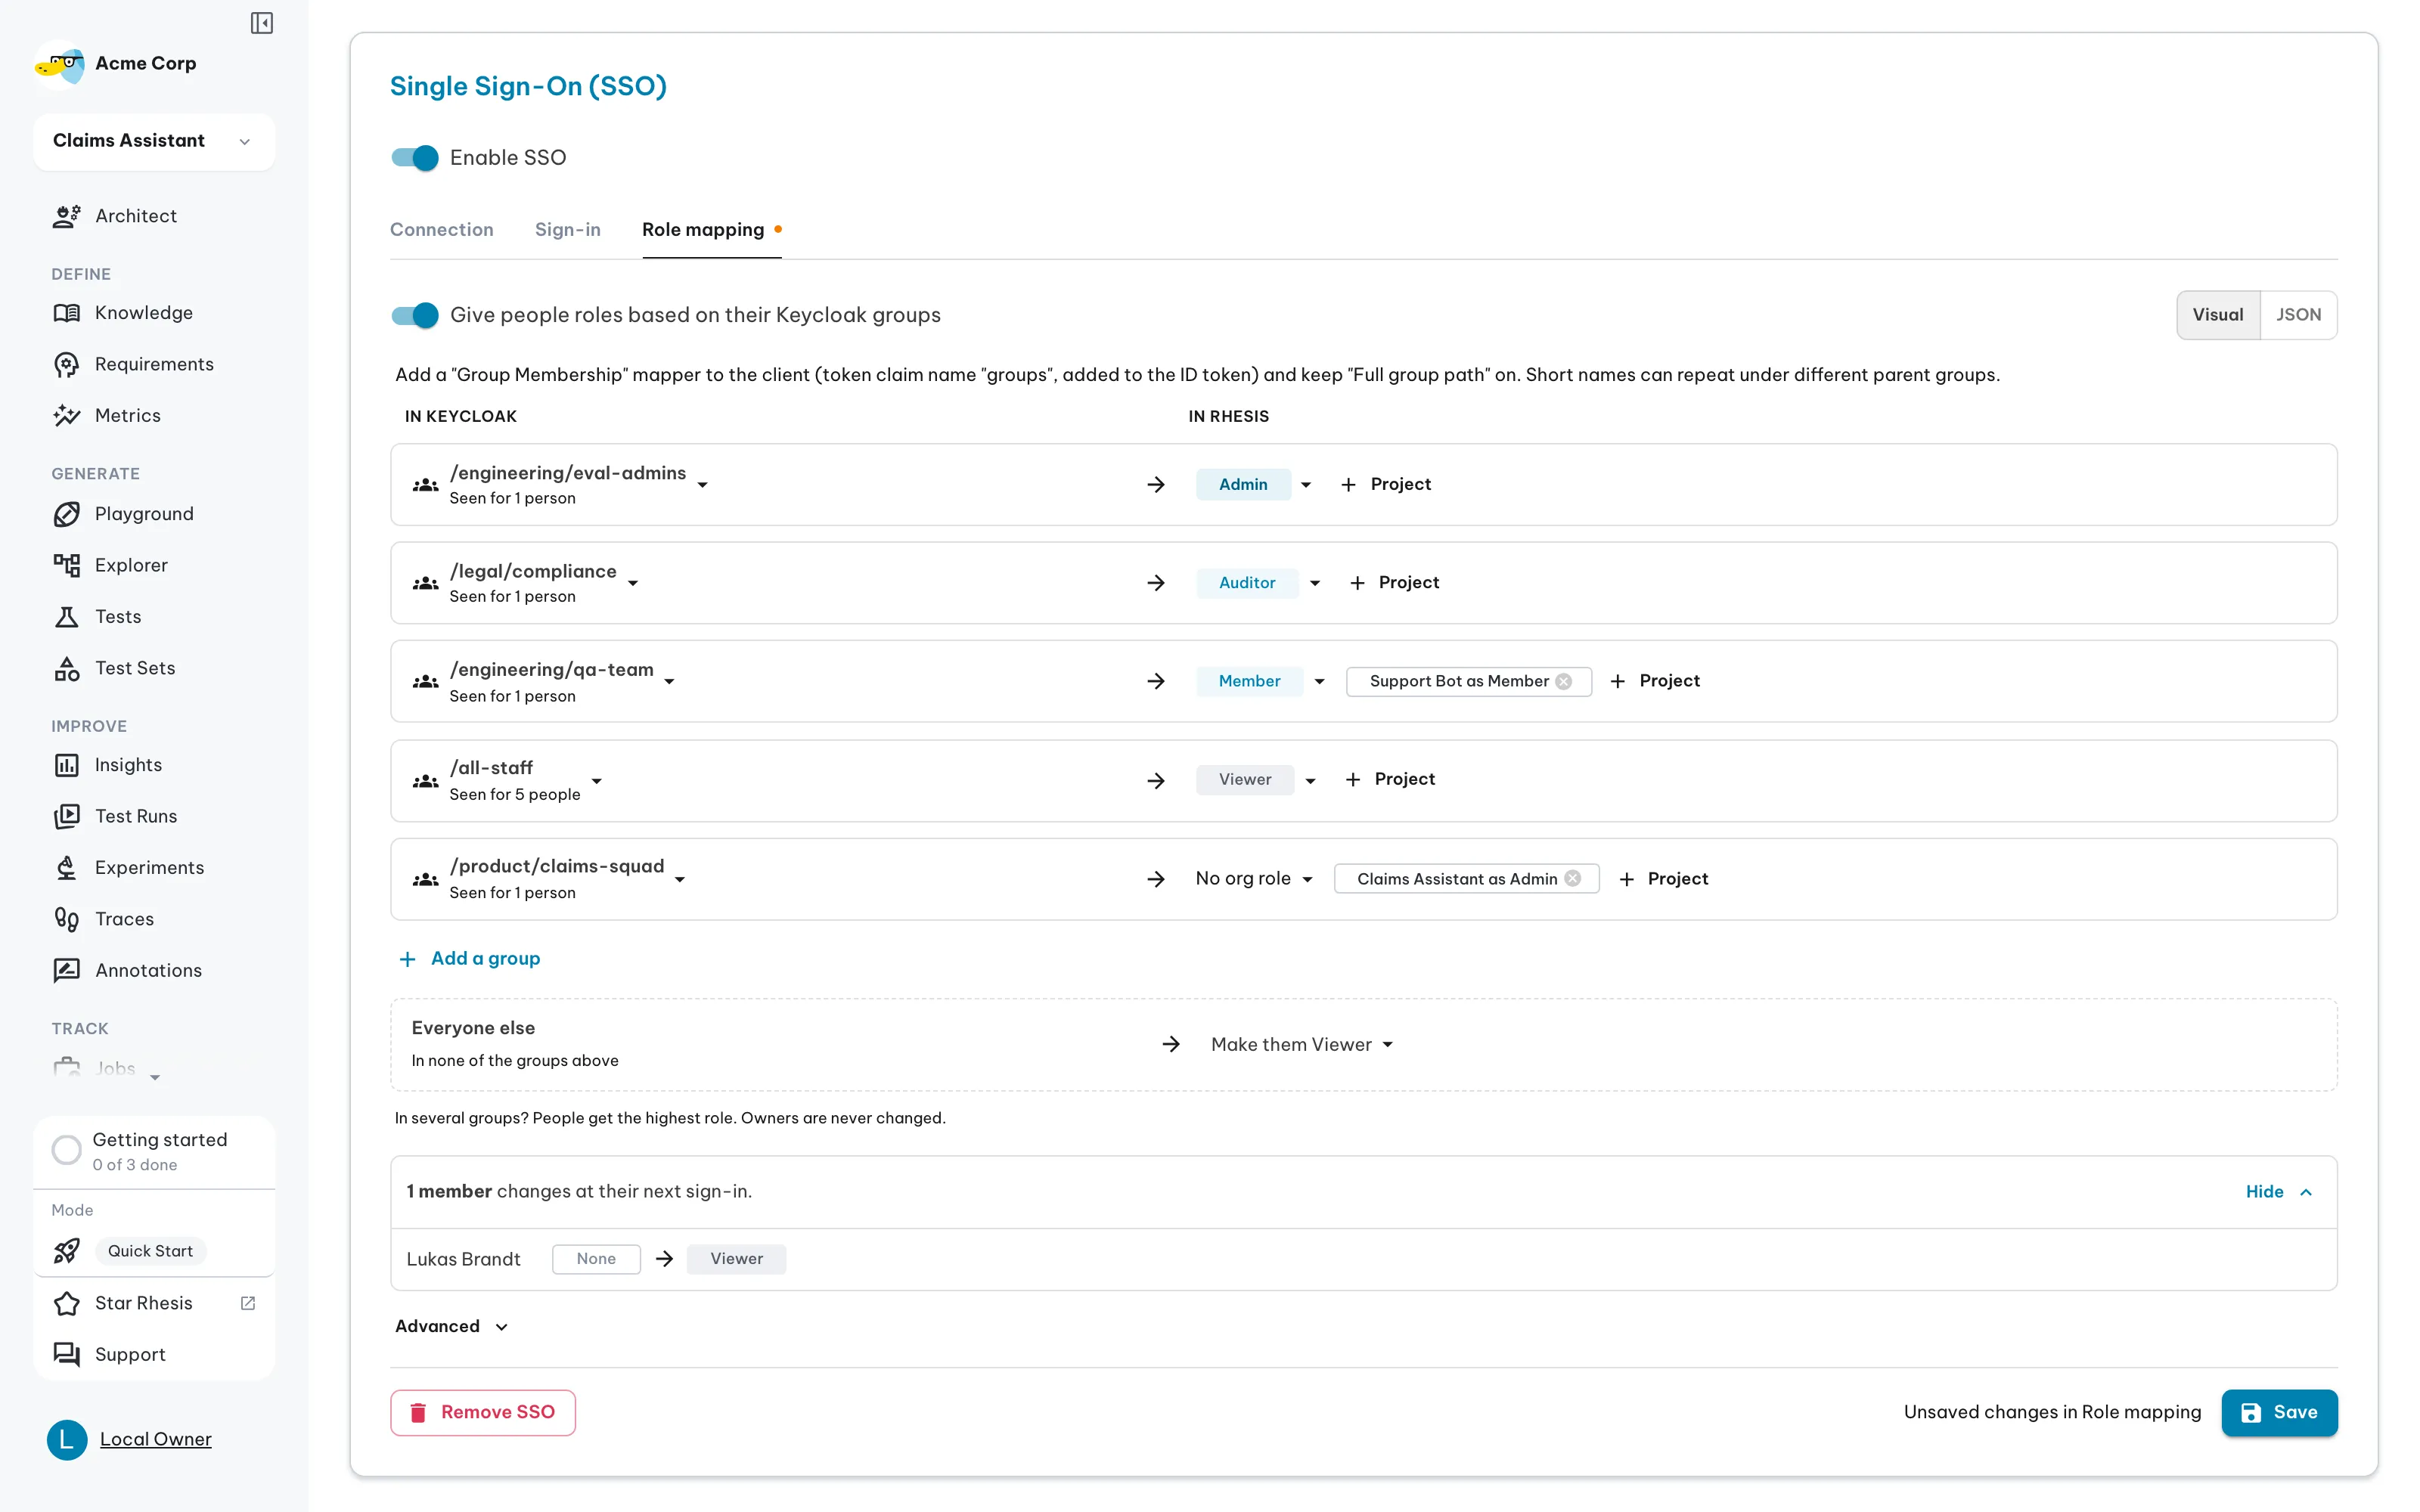 Acme Corp
Claims Assistant
Architect
DEFINE
Knowledge
Requirements
Metrics
GENERATE
Playground
Explorer
Tests
Test Sets
IMPROVE
Insights
Test Runs
Experiments
Traces
Annotations
TRACK
Jobs
Getting started
0 of 3 done
Mode
Quick Start
Star Rhesis
Support
L
Local Owner
Single Sign-On (SSO)
Enable SSO
Connection
Sign-in
Role mapping
Give people roles based on their Keycloak groups
Visual
JSON
Add a "Group Membership" mapper to the client (token claim name "groups", added to the ID token) and keep "Full group path" on. Short names can repeat under different parent groups.
IN KEYCLOAK
IN RHESIS
/engineering/eval-admins
Seen for 1 person
Admin
Project
/legal/compliance
Seen for 1 person
Auditor
Project
/engineering/qa-team
Seen for 1 person
Member
Support Bot as Member
Project
/all-staff
Seen for 5 people
Viewer
Project
/product/claims-squad
Seen for 1 person
No org role
Claims Assistant as Admin
Project
Add a group
Everyone else
In none of the groups above
Make them Viewer
In several groups? People get the highest role. Owners are never changed.
1 member changes at their next sign-in.
Hide
Lukas Brandt
None
Viewer
Advanced
Remove SSO
Unsaved changes in Role mapping
Save